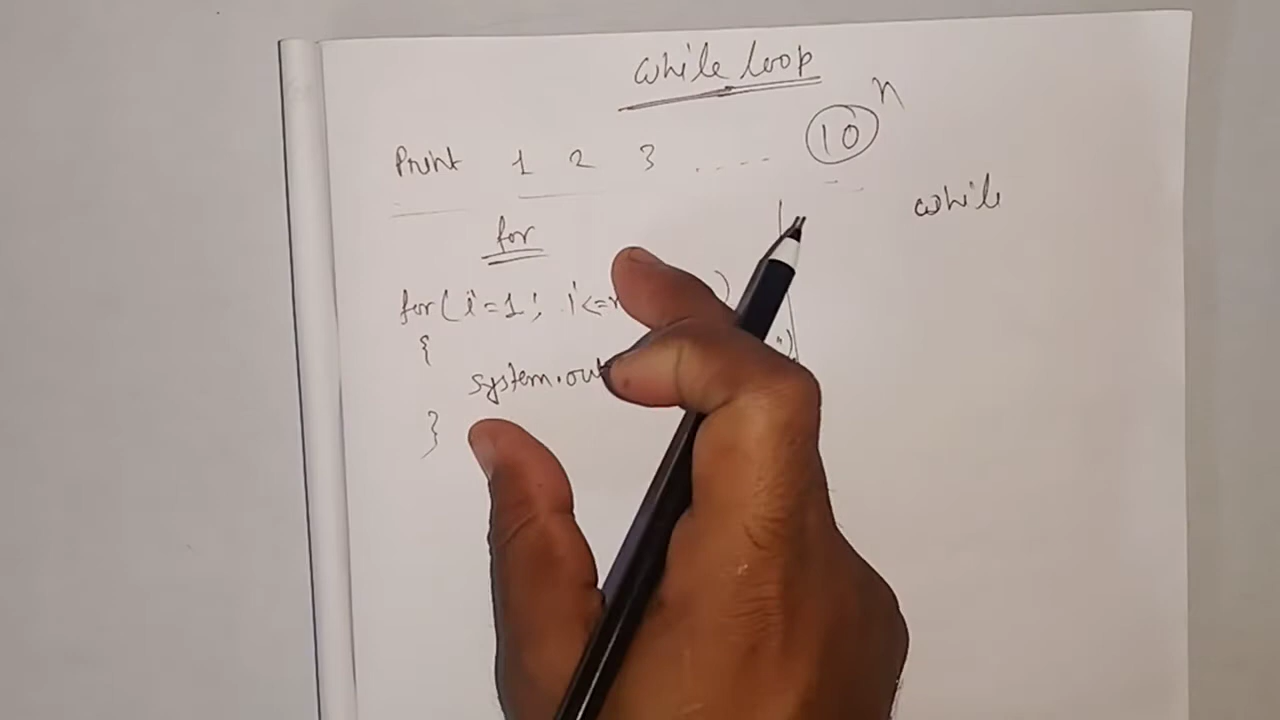 while loop
n
Print 1 2 3 ..... 10
while
for
for(i=1; i<=n )
{
system.out ")
}